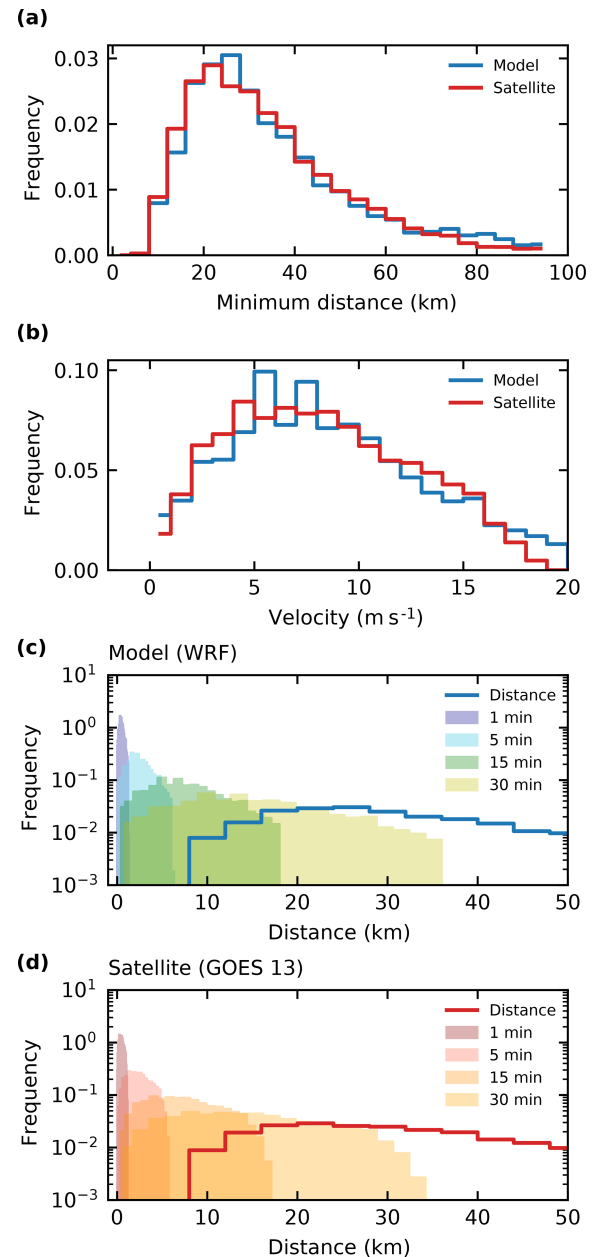 (a)
0.03
0.02
0.01
0.00
Frequency
Model
Satellite
0 20 40 60 80 100
Minimum distance (km)
(b)
0.10
0.05
0.00
Frequency
Model
Satellite
0 5 10 15 20
Velocity (m s⁻¹)
(c)
Model (WRF)
10¹
10⁰
10⁻¹
10⁻²
10⁻³
Frequency
Distance
1 min
5 min
15 min
30 min
0 10 20 30 40 50
Distance (km)
(d)
Satellite (GOES 13)
10¹
10⁰
10⁻¹
10⁻²
10⁻³
Frequency
Distance
1 min
5 min
15 min
30 min
0 10 20 30 40 50
Distance (km)